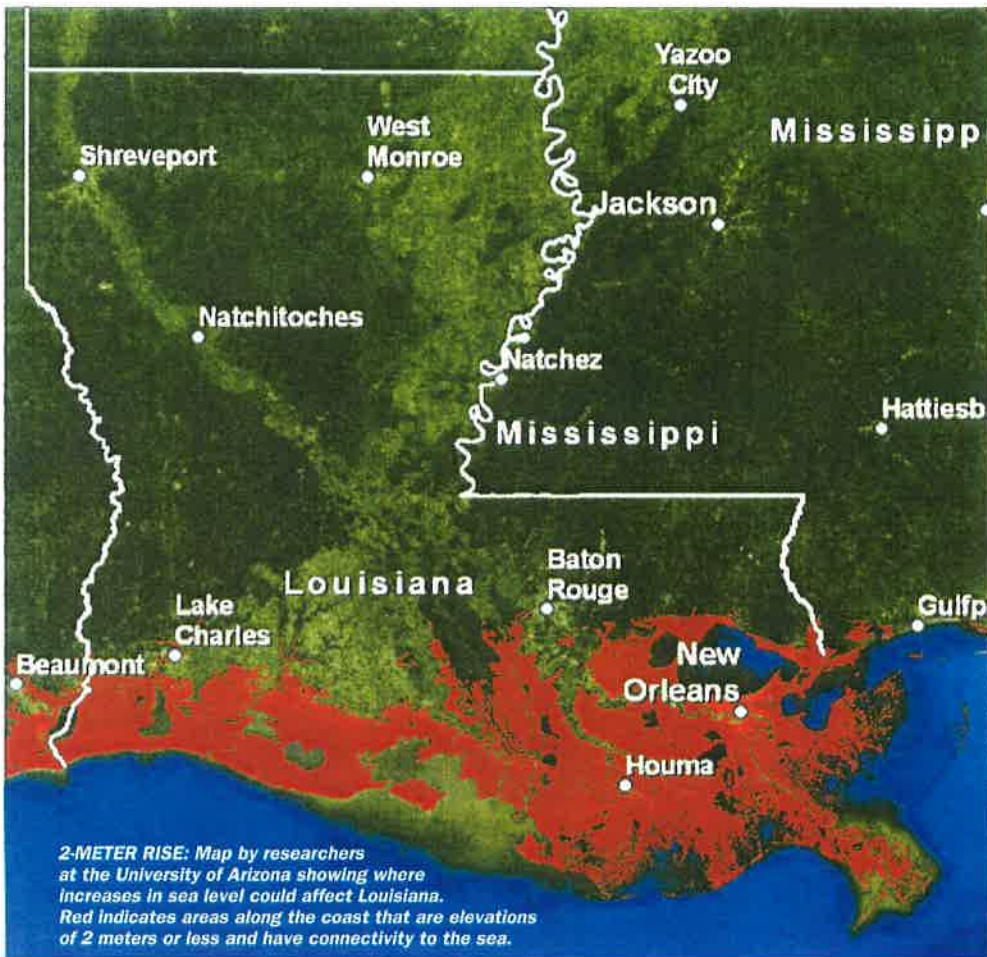 Yazoo
City
West
Monroe
Mississipp
Shreveport
Jackson
Natchitoches
Natchez
Hattiesb
Mississippi
Baton
Rouge
Louisiana
Lake
Charles
Gulfp
Beaumont
New
Orleans
Houma
2-METER RISE: Map by researchers
at the University of Arizona showing where
increases in sea level could affect Louisiana.
Red indicates areas along the coast that are elevations
of 2 meters or less and have connectivity to the sea.